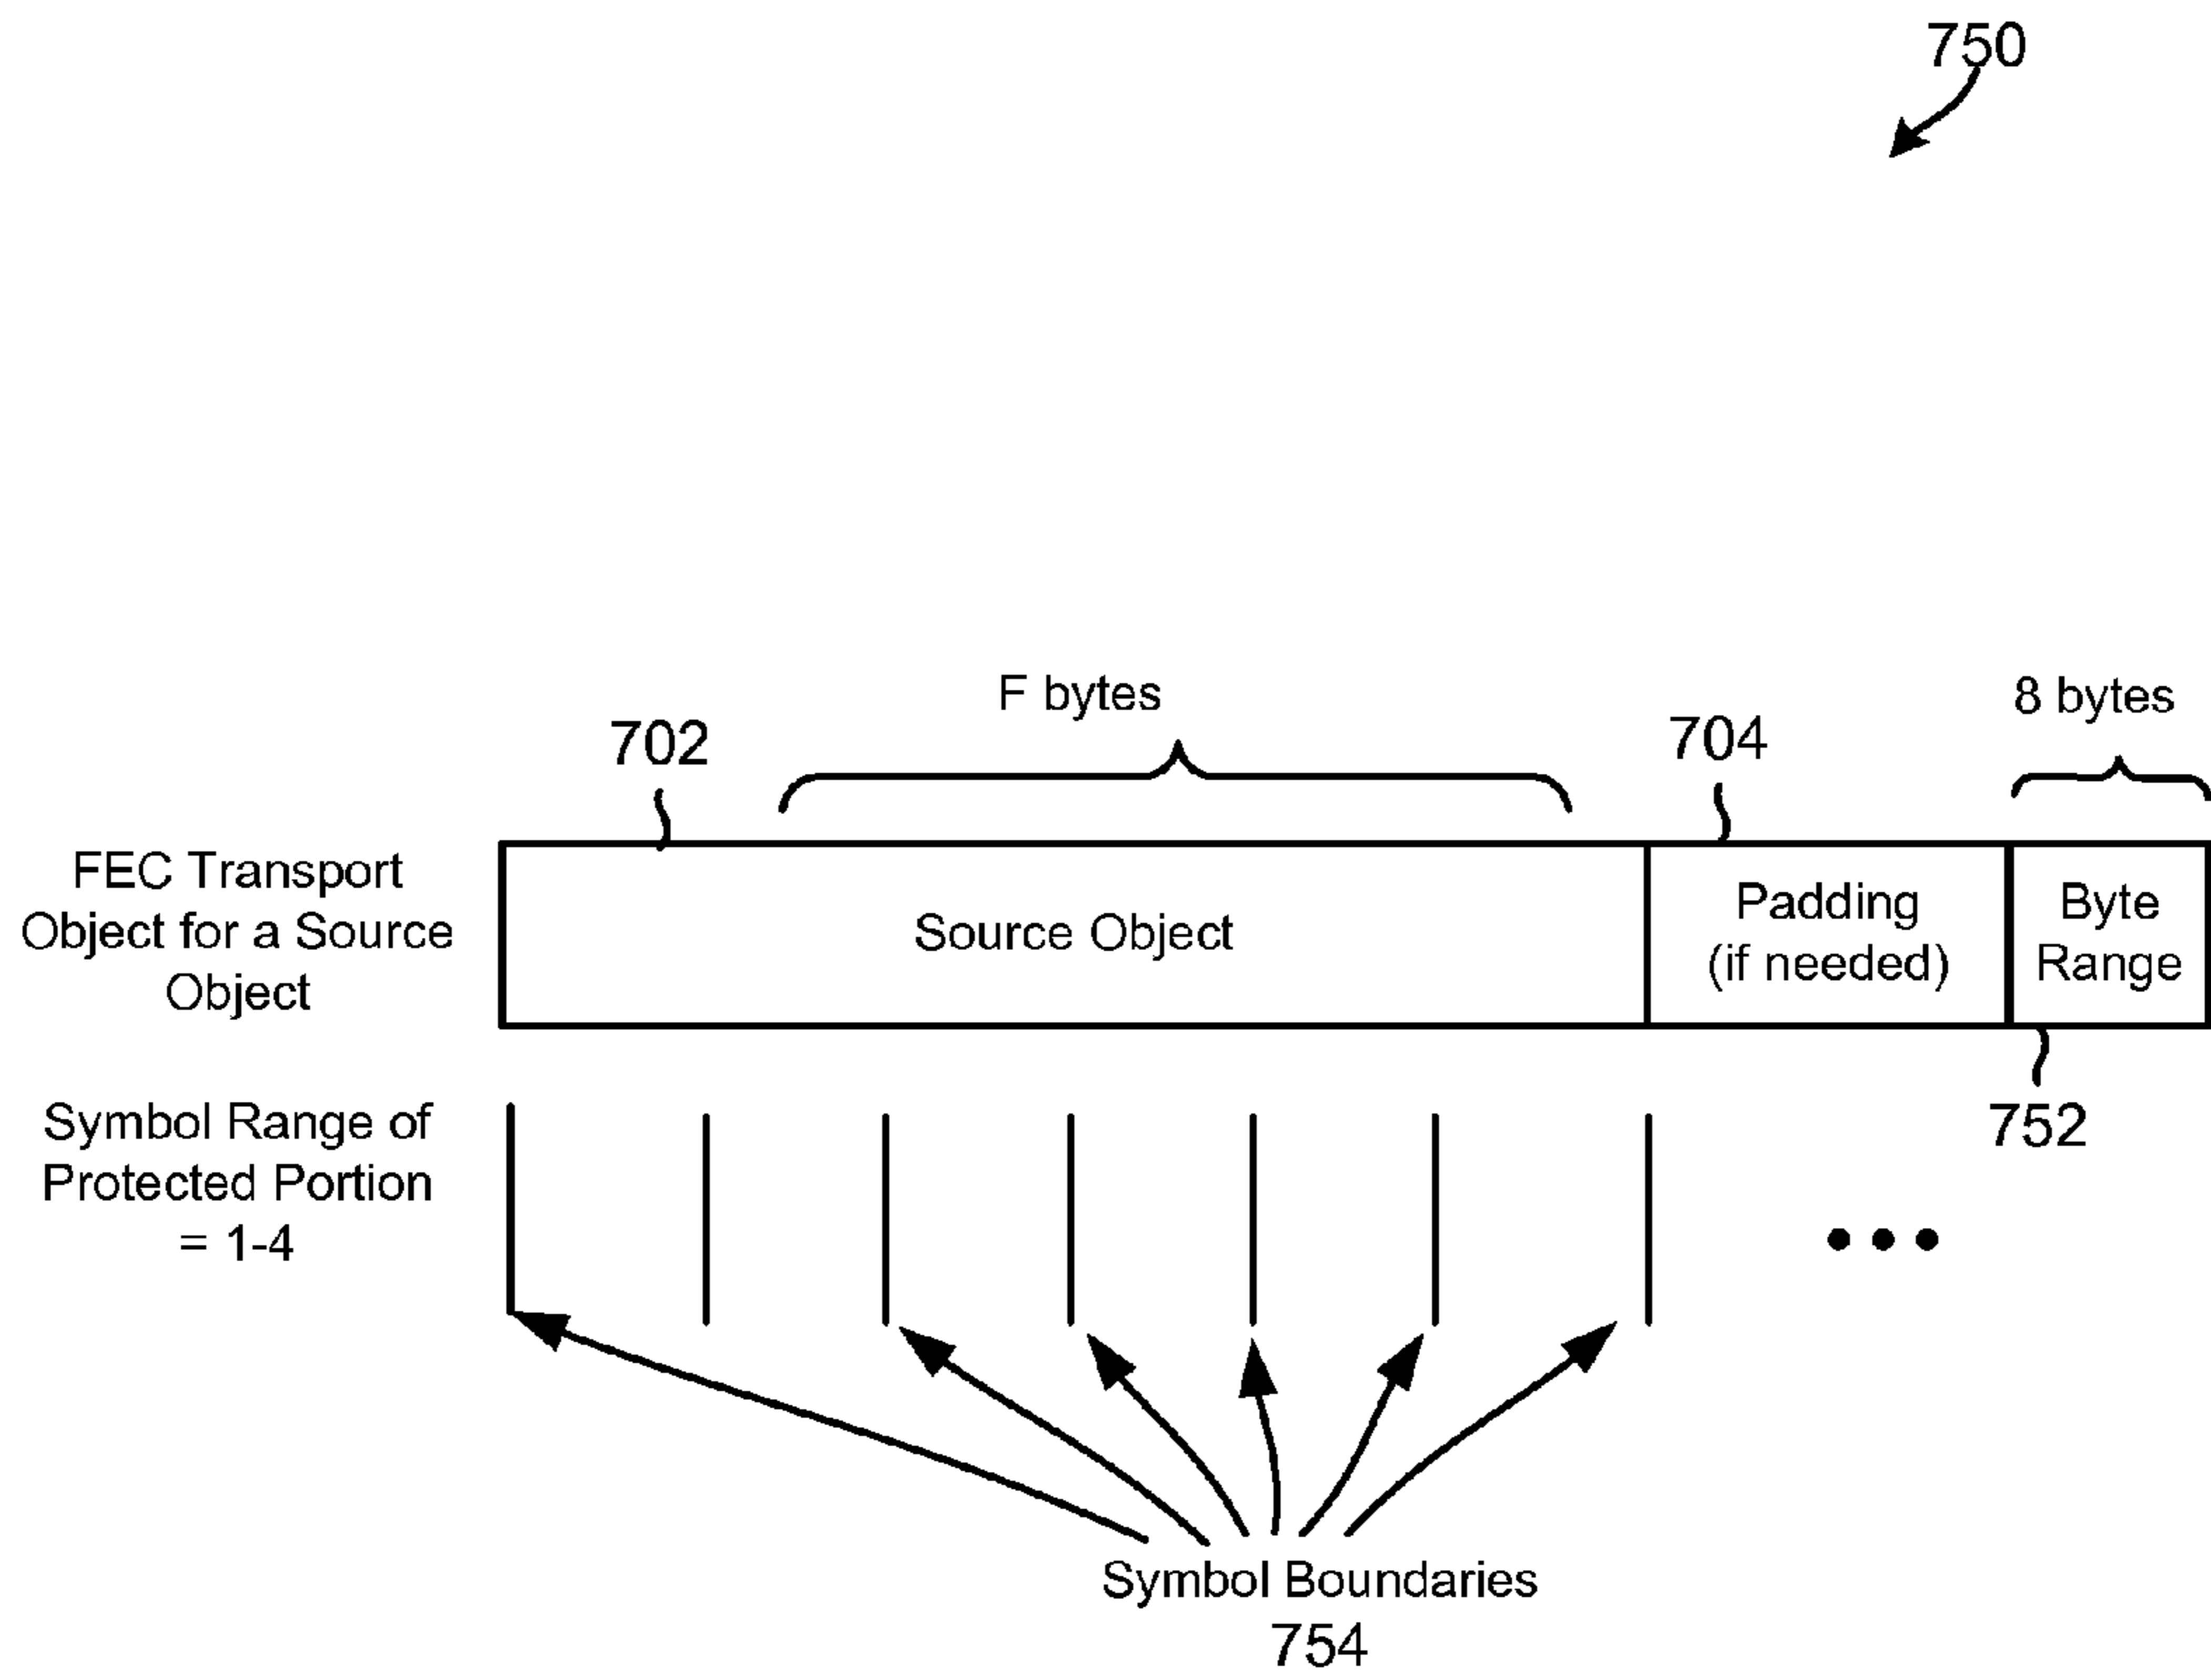 750
F bytes
8 bytes
702
704
FEC Transport
Object for a Source
Object
Source Object
Padding
(if needed)
Byte
Range
752
Symbol Range of
Protected Portion
= 1-4
Symbol Boundaries
754